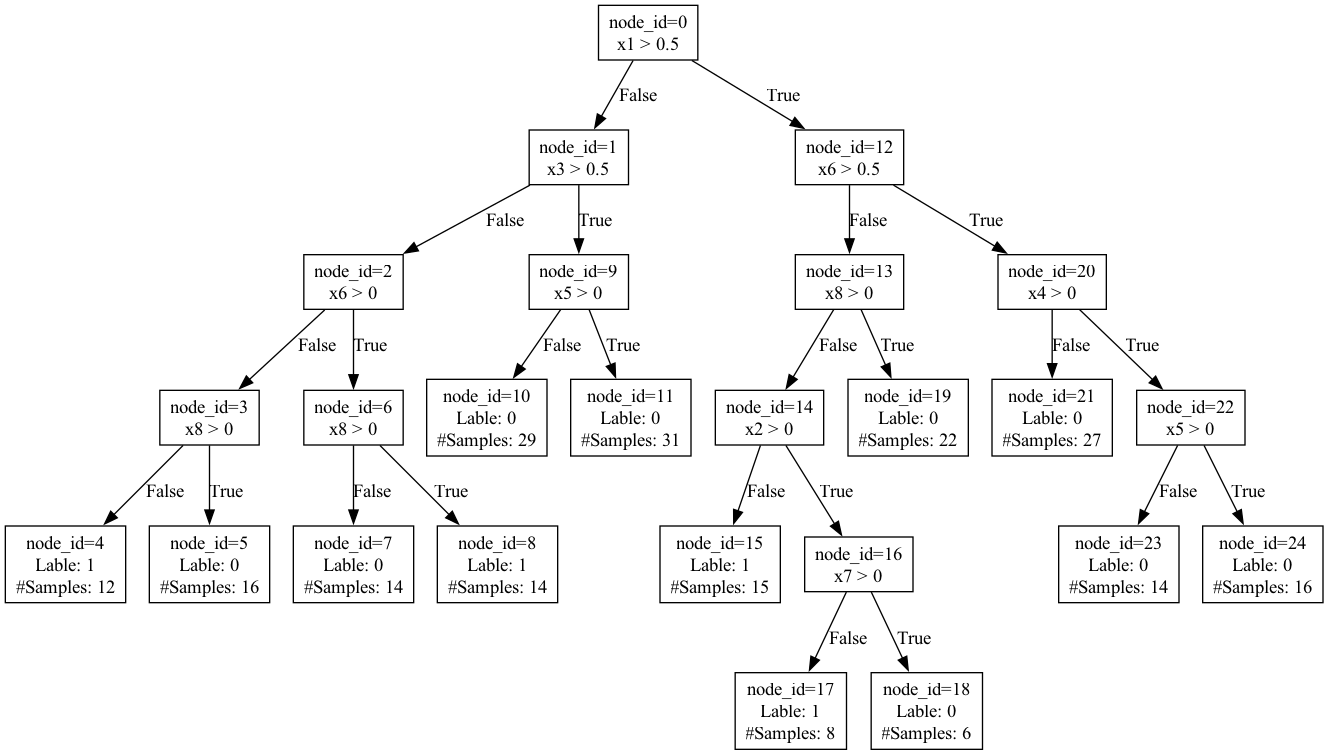 node_id=0
x1 > 0.5
False
True
node_id=1
x3 > 0.5
node_id=12
x6 > 0.5
False
True
False
True
node_id=2
x6 > 0
node_id=9
x5 > 0
node_id=13
x8 > 0
node_id=20
x4 > 0
False
True
False
True
False
True
False
True
node_id=3
x8 > 0
node_id=6
x8 > 0
node_id=10
Lable: 0
#Samples: 29
node_id=11
Lable: 0
#Samples: 31
node_id=14
x2 > 0
node_id=19
Lable: 0
#Samples: 22
node_id=21
Lable: 0
#Samples: 27
node_id=22
x5 > 0
False
True
False
True
False
True
False
True
node_id=4
Lable: 1
#Samples: 12
node_id=5
Lable: 0
#Samples: 16
node_id=7
Lable: 0
#Samples: 14
node_id=8
Lable: 1
#Samples: 14
node_id=15
Lable: 1
#Samples: 15
node_id=16
x7 > 0
node_id=23
Lable: 0
#Samples: 14
node_id=24
Lable: 0
#Samples: 16
False
True
node_id=17
Lable: 1
#Samples: 8
node_id=18
Lable: 0
#Samples: 6